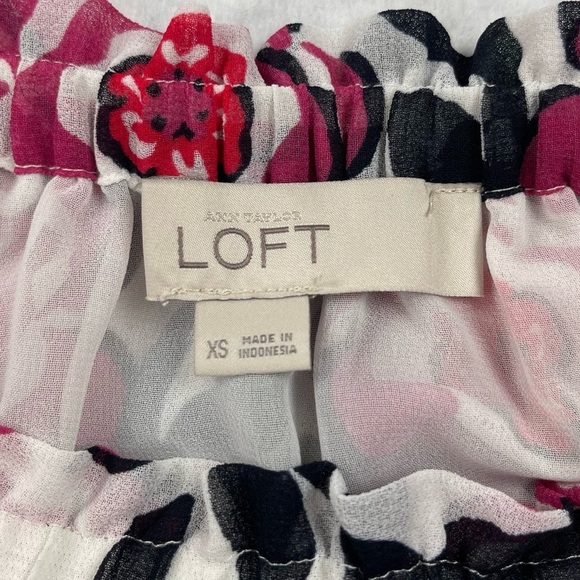 ANN TAYLOR
LOFT
XS
MADE IN
INDONESIA